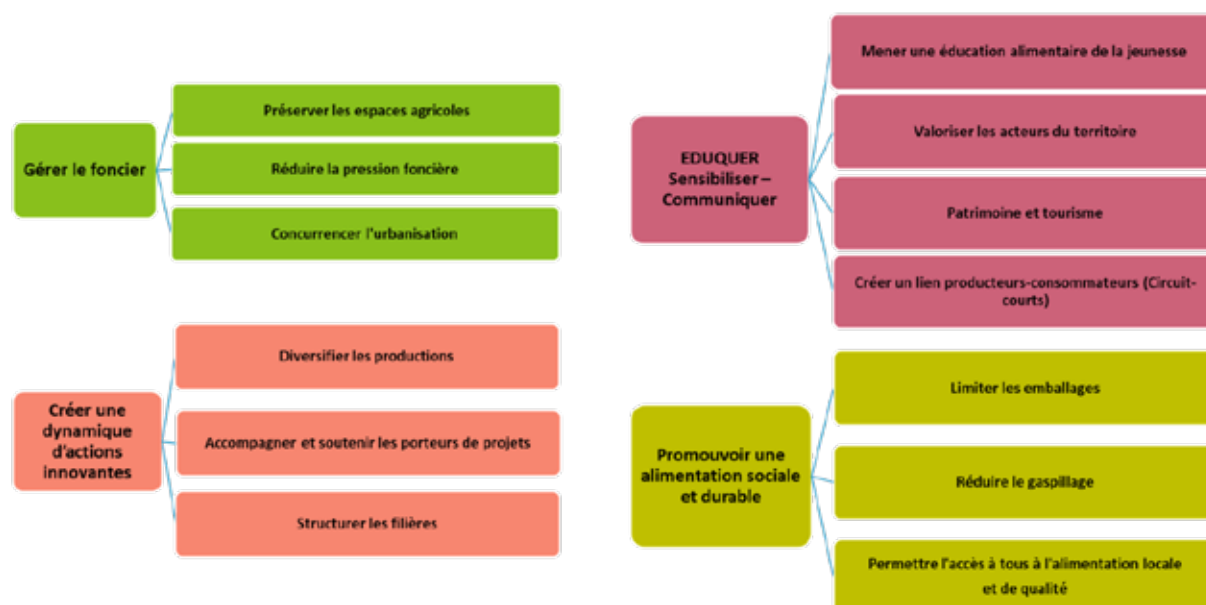 Gérer le foncier
Préserver les espaces agricoles
Réduire la pression foncière
Concurrencer l'urbanisation
Créer une
dynamique
d'actions
innovantes
Diversifier les productions
Accompagner et soutenir les porteurs de projets
Structurer les filières
EDUQUER
Sensibiliser –
Communiquer
Mener une éducation alimentaire de la jeunesse
Valoriser les acteurs du territoire
Patrimoine et tourisme
Créer un lien producteurs-consommateurs (Circuit-
courts)
Promouvoir une
alimentation sociale
et durable
Limiter les emballages
Réduire le gaspillage
Permettre l'accès à tous à l'alimentation locale
et de qualité